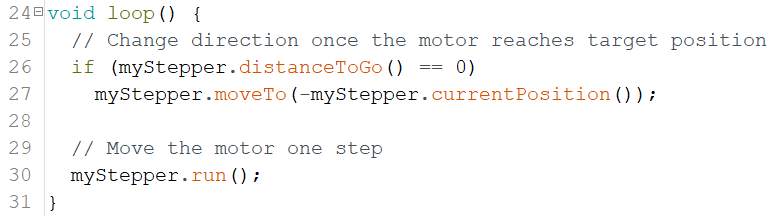 24 void loop() {
25   // Change direction once the motor reaches target position
26   if (myStepper.distanceToGo() == 0)
27     myStepper.moveTo(-myStepper.currentPosition());
28
29   // Move the motor one step
30   myStepper.run();
31 }